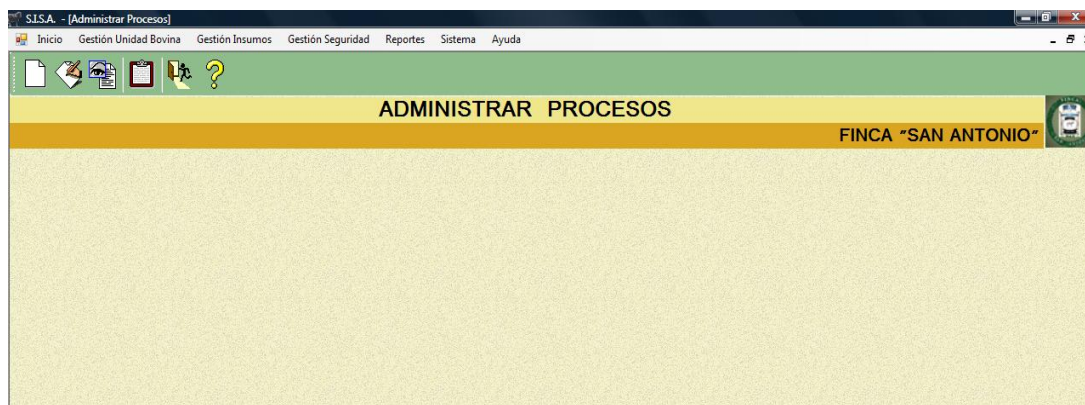 S.I.S.A. - [Administrar Procesos]
Inicio Gestión Unidad Bovina Gestión Insumos Gestión Seguridad Reportes Sistema Ayuda
ADMINISTRAR PROCESOS
FINCA "SAN ANTONIO"